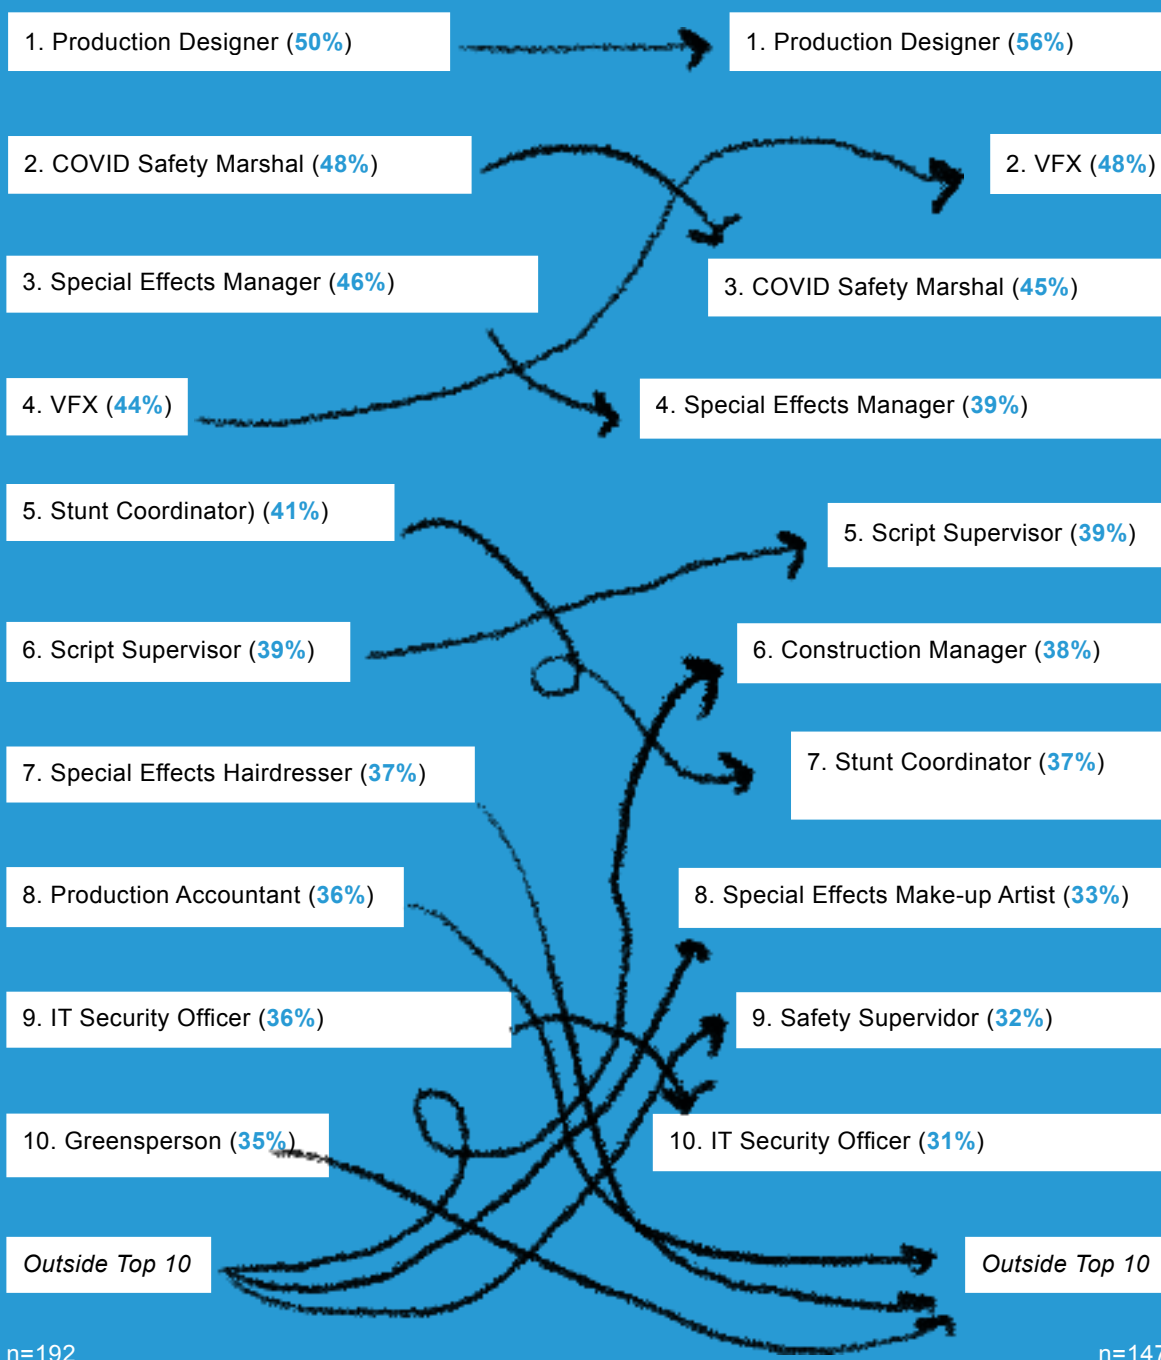 1. Production Designer (50%)
1. Production Designer (56%)
2. COVID Safety Marshal (48%)
2. VFX (48%)
3. Special Effects Manager (46%)
3. COVID Safety Marshal (45%)
4. VFX (44%)
4. Special Effects Manager (39%)
5. Stunt Coordinator) (41%)
5. Script Supervisor (39%)
6. Script Supervisor (39%)
6. Construction Manager (38%)
7. Special Effects Hairdresser (37%)
7. Stunt Coordinator (37%)
8. Production Accountant (36%)
8. Special Effects Make-up Artist (33%)
9. IT Security Officer (36%)
9. Safety Supervidor (32%)
10. Greensperson (35%)
10. IT Security Officer (31%)
Outside Top 10
Outside Top 10
n=192
n=147